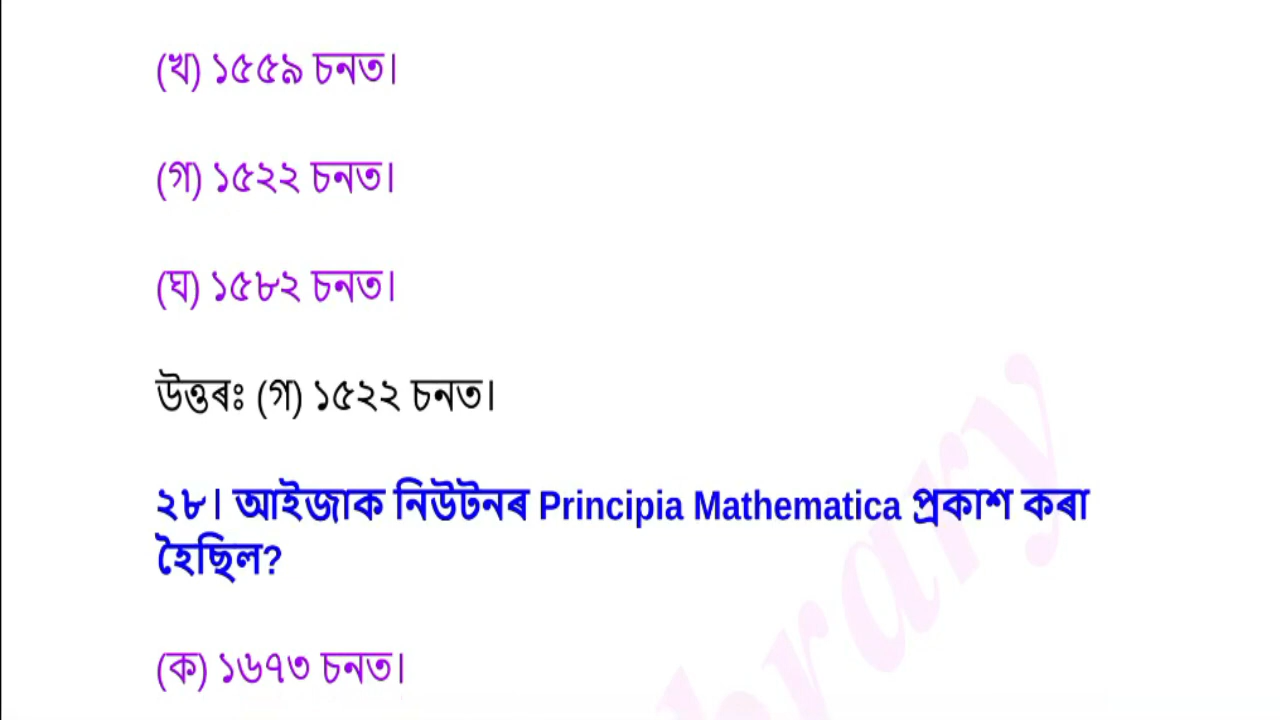 (খ) ১৫৫৯ চনত।
(গ) ১৫২২ চনত।
(ঘ) ১৫৮২ চনত।
উত্তৰঃ (গ) ১৫২২ চনত।
২৮। আইজাক নিউটনৰ Principia Mathematica প্ৰকাশ কৰা
হৈছিল?
(ক) ১৬৭৩ চনত।